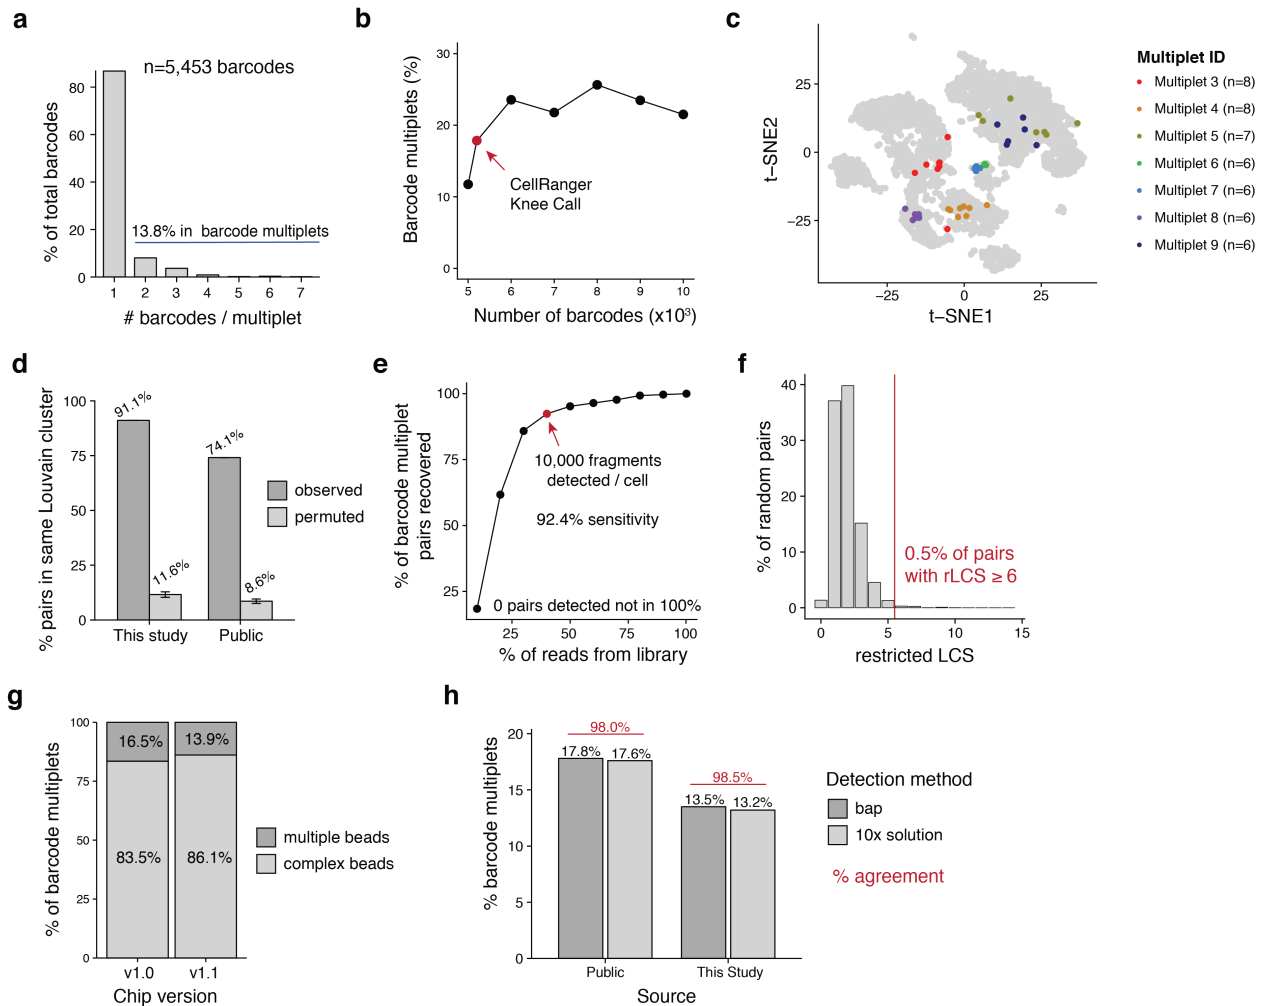 a
n=5,453 barcodes
% of total barcodes
80
60
40
20
0
13.8% in barcode multiplets
1 2 3 4 5 6 7
# barcodes / multiplet
b
Barcode multiplets (%)
30
20
10
0
CellRanger
Knee Call
5 6 7 8 9 10
Number of barcodes (x10³)
c
t−SNE2
25
0
−25
−25 0 25
t−SNE1
Multiplet ID
Multiplet 3 (n=8)
Multiplet 4 (n=8)
Multiplet 5 (n=7)
Multiplet 6 (n=6)
Multiplet 7 (n=6)
Multiplet 8 (n=6)
Multiplet 9 (n=6)
d
% pairs in same Louvain cluster
100
75
50
25
0
91.1%
11.6%
74.1%
8.6%
This study Public
observed
permuted
e
% of barcode multiplet
pairs recovered
100
75
50
25
10,000 fragments
detected / cell
92.4% sensitivity
0 pairs detected not in 100%
25 50 75 100
% of reads from library
f
% of random pairs
40
30
20
10
0
0.5% of pairs
with rLCS ≥ 6
0 5 10 15
restricted LCS
g
% of barcode multiplets
100
75
50
25
0
16.5% 13.9%
83.5% 86.1%
v1.0 v1.1
Chip version
multiple beads
complex beads
h
% barcode multiplets
20
15
10
5
0
98.0%
17.8% 17.6%
98.5%
13.5% 13.2%
Public This Study
Source
Detection method
bap
10x solution
% agreement